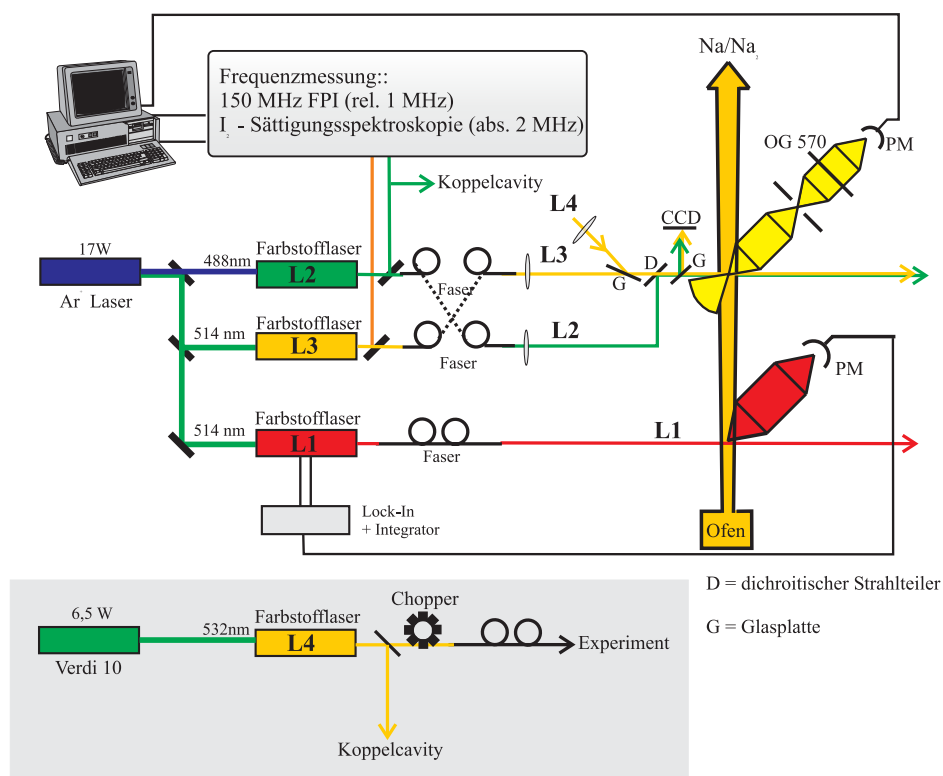 Na/Na₂
Frequenzmessung::
150 MHz FPI (rel. 1 MHz)
I₂ - Sättigungsspektroskopie (abs. 2 MHz)
OG 570
PM
Koppelcavity
L4
CCD
17W
488nm
Farbstofflaser
L2
Ar Laser
Faser
L3
D
G
G
514 nm
Farbstofflaser
L3
Faser
L2
PM
514 nm
Farbstofflaser
L1
Faser
L1
Lock-In
+ Integrator
Ofen
D = dichroitischer Strahlteiler
G = Glasplatte
6,5 W
532nm
Farbstofflaser
L4
Chopper
Experiment
Verdi 10
Koppelcavity